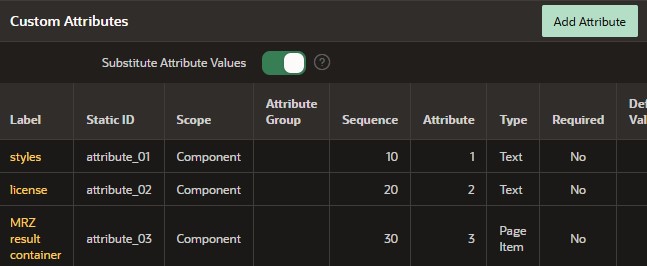 Custom Attributes
Add Attribute
Substitute Attribute Values
?
Label Static ID Scope Attribute Group Sequence Attribute Type Required
styles attribute_01 Component 10 1 Text No
license attribute_02 Component 20 2 Text No
MRZ result container attribute_03 Component 30 3 Page Item No